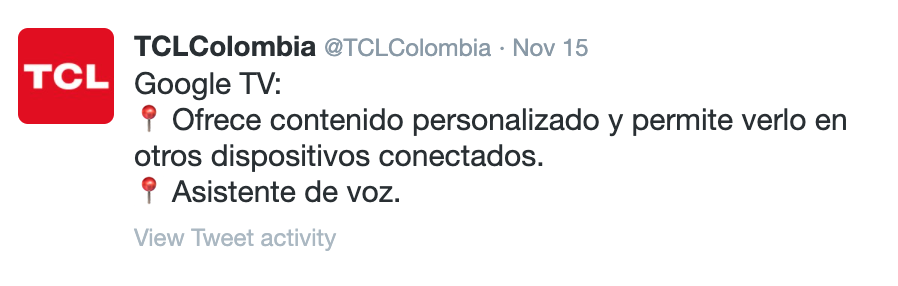 TCL
TCLColombia @TCLColombia · Nov 15
Google TV:
📍 Ofrece contenido personalizado y permite verlo en
otros dispositivos conectados.
📍 Asistente de voz.
View Tweet activity